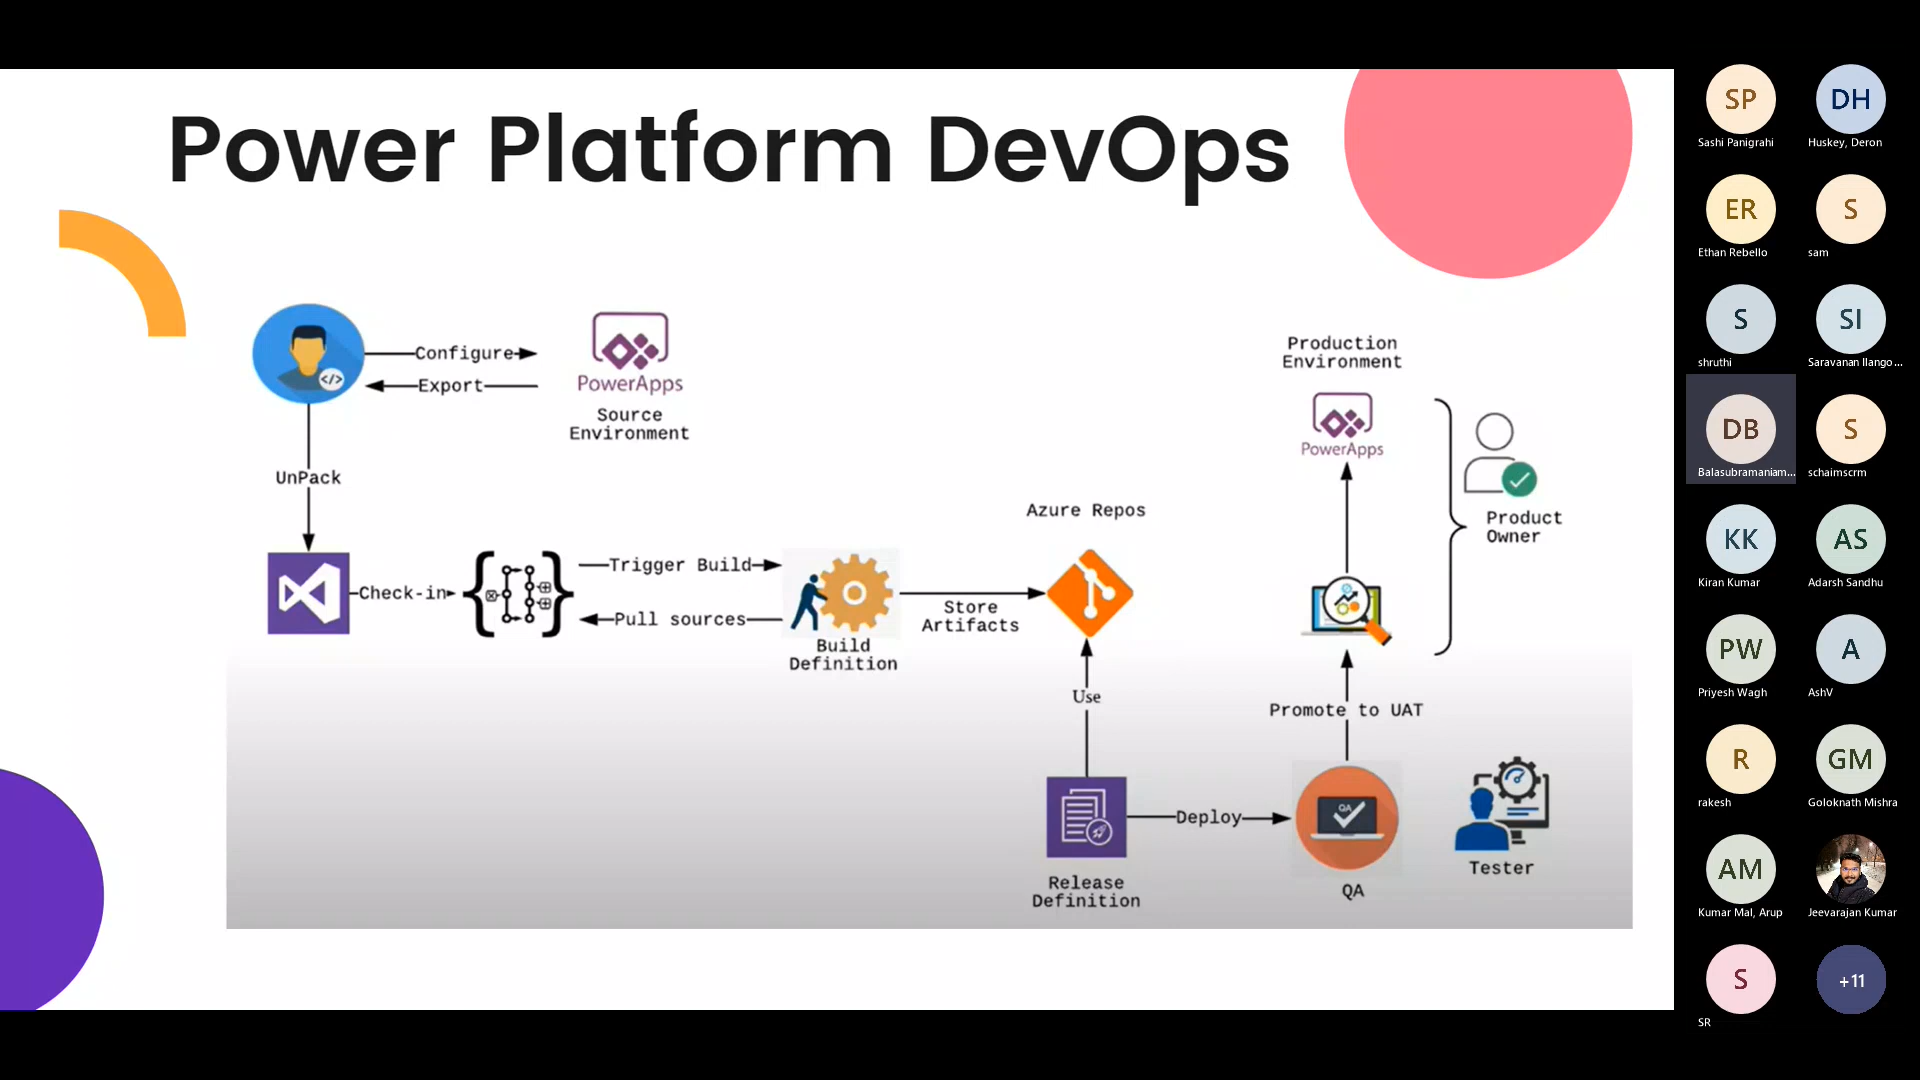 Power Platform DevOps
Configure
Export
PowerApps
Source
Environment
UnPack
Check-in
Trigger Build
Pull sources
Build
Definition
Store
Artifacts
Azure Repos
Use
Release
Definition
Deploy
QA
QA
Tester
Promote to UAT
Production
Environment
PowerApps
Product
Owner
SP
Sashi Panigrahi
DH
Huskey, Deron
ER
Ethan Rebello
S
sam
S
shruthi
SI
Saravanan Ilango...
DB
Balasubramaniam...
S
schaimscrm
KK
Kiran Kumar
AS
Adarsh Sandhu
PW
Priyesh Wagh
A
AshV
R
rakesh
GM
Goloknath Mishra
AM
Kumar Mal, Arup
Jeevarajan Kumar
S
SR
+11